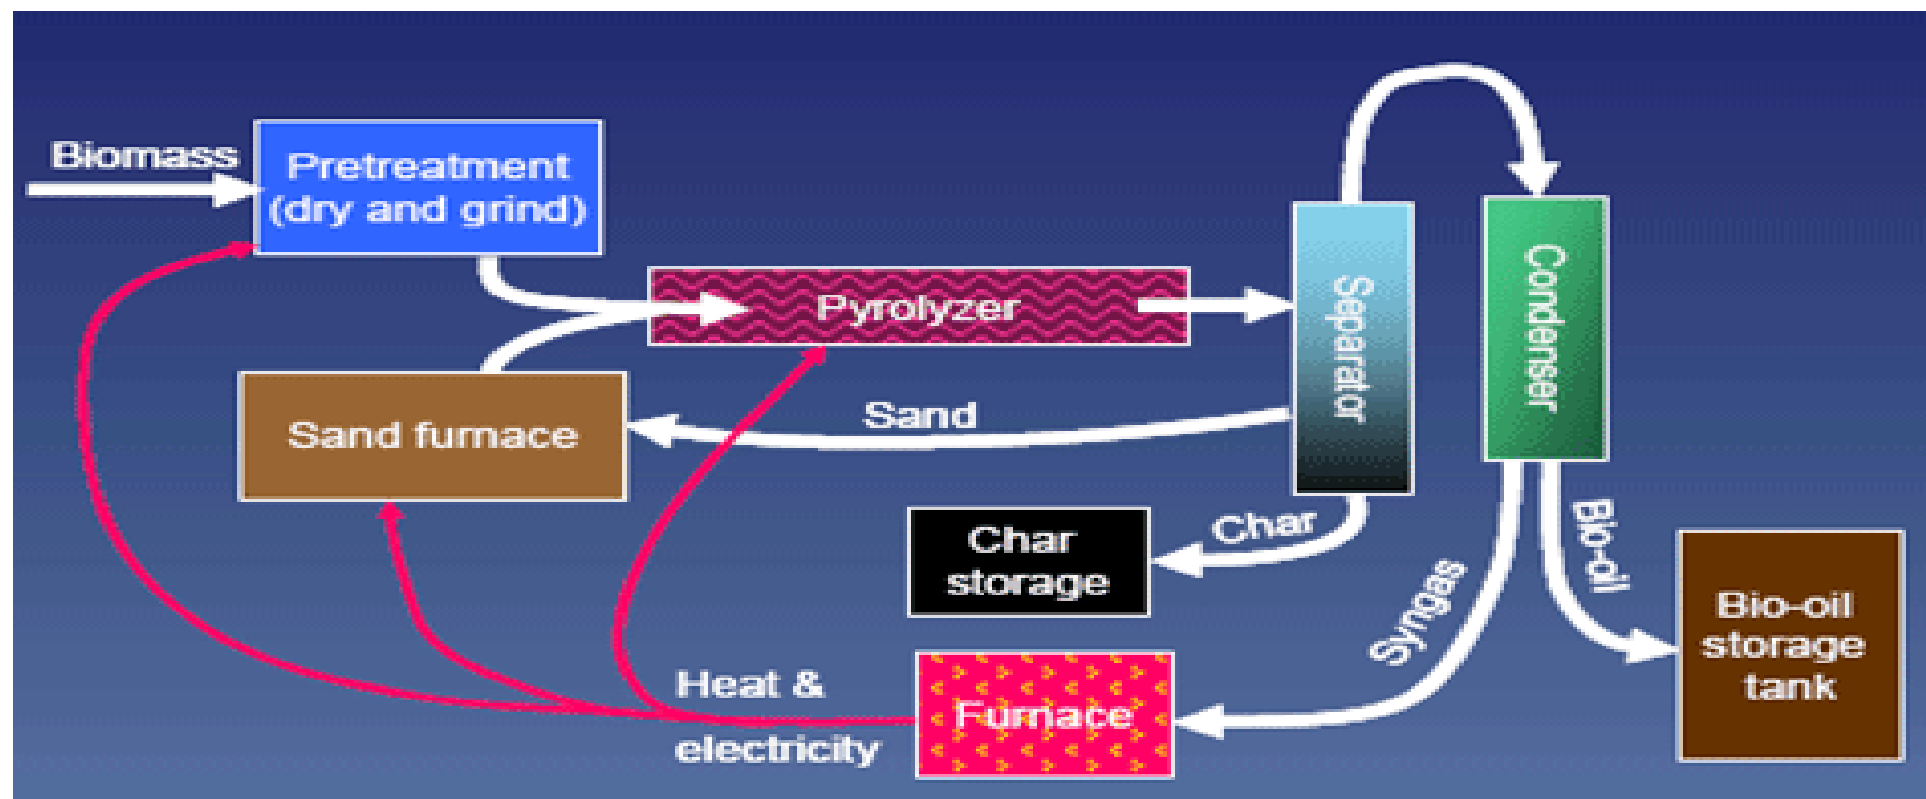 Biomass
Pretreatment
(dry and grind)
Pyrolyzer
Separator
Condenser
Sand furnace
Sand
Char
Char
storage
Syngas
Bio-oil
Bio-oil
storage
tank
Heat &
electricity
Furnace